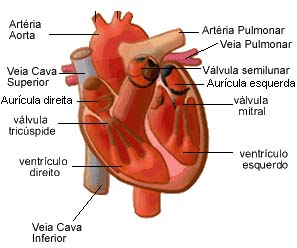 Artéria
Aorta
Artéria Pulmonar
Veia Pulmonar
Veia Cava
Superior
Válvula semilunar
Aurícula esquerda
Aurícula direita
válvula
mitral
válvula
tricúspide
ventrículo
direito
ventrículo
esquerdo
Veia Cava
Inferior